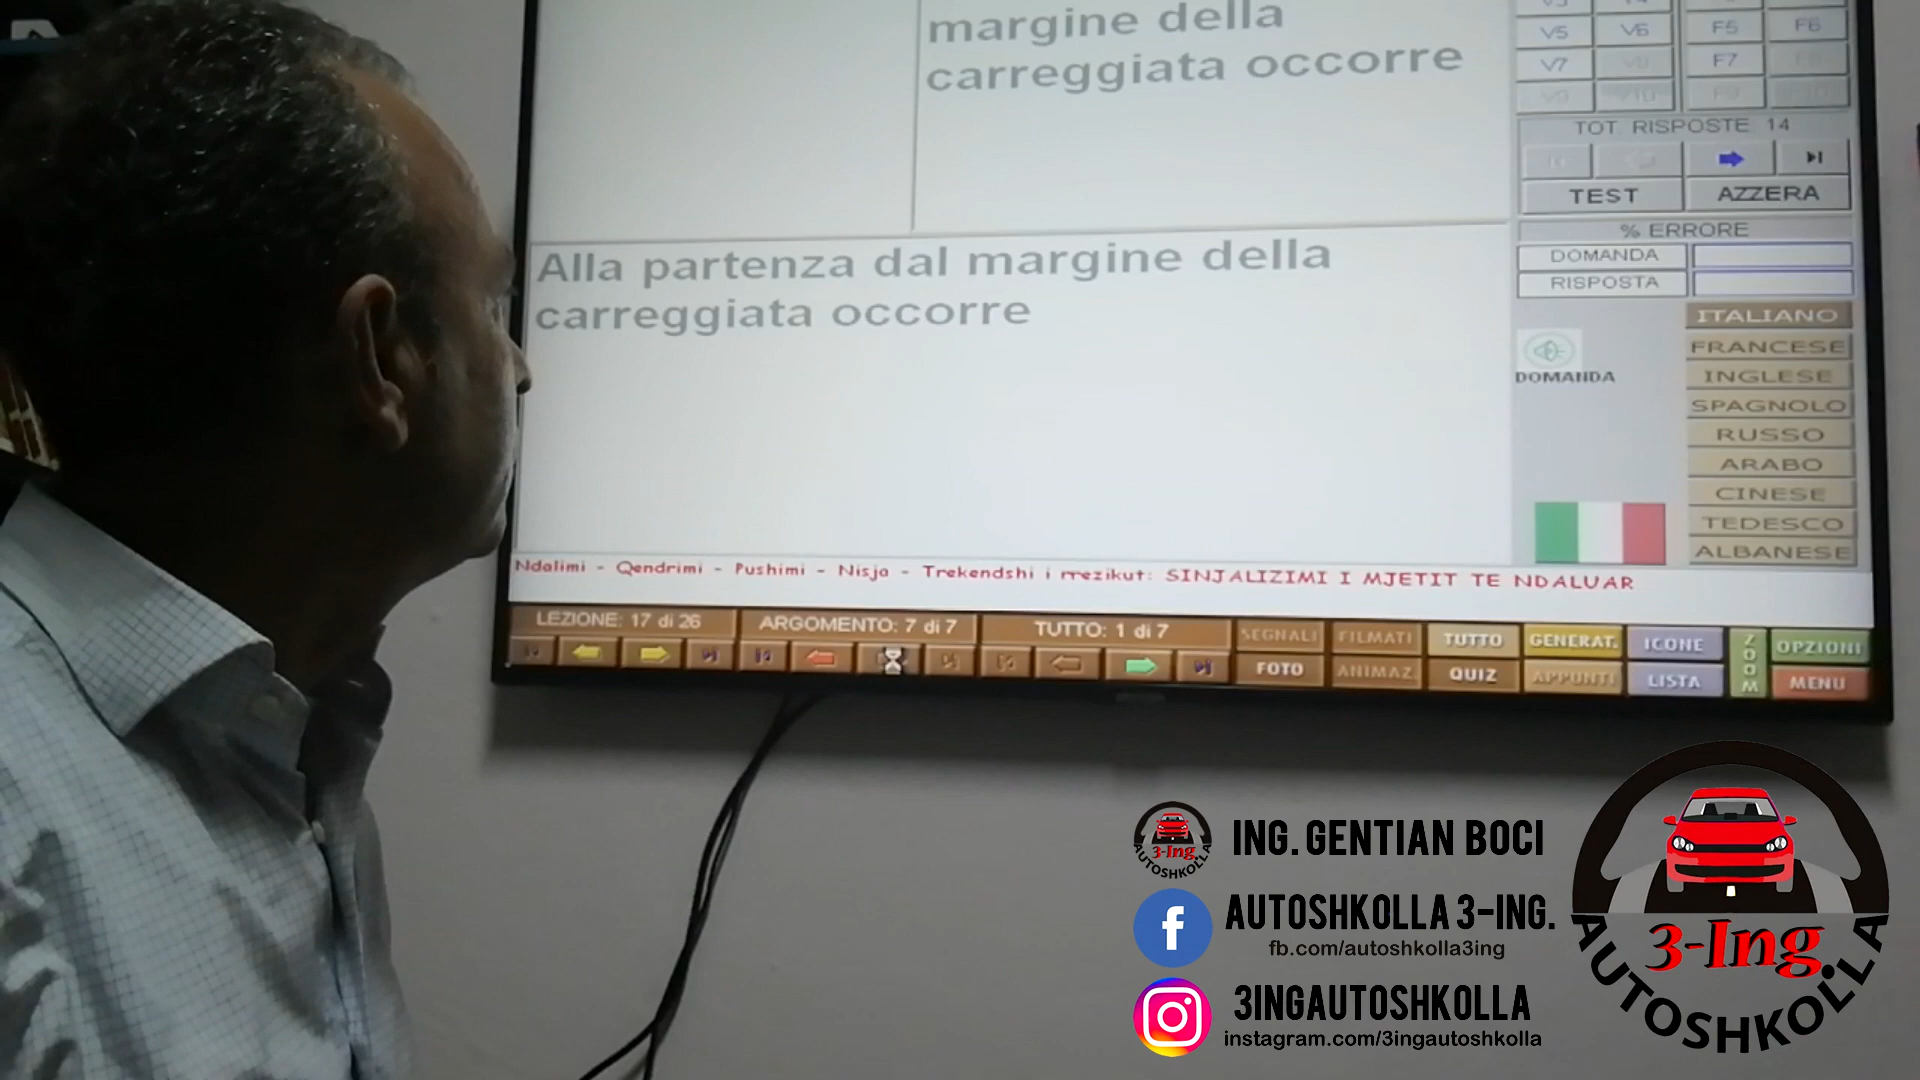 margine della
carreggiata occorre
V5 V6 F5 F6
V7 V8 F7
V9 V10 F9
TOT RISPOSTE 14
TEST AZZERA
% ERRORE
DOMANDA
RISPOSTA
Alla partenza dal margine della
carreggiata occorre
DOMANDA
ITALIANO
FRANCESE
INGLESE
SPAGNOLO
RUSSO
ARABO
CINESE
TEDESCO
ALBANESE
Ndalimi - Qendrimi - Pushimi - Nisja - Trekendshi i rrezikut: SINJALIZIMI I MJETIT TE NDALUAR
LEZIONE: 17 di 26 ARGOMENTO: 7 di 7 TUTTO: 1 di 7
SEGNALI FILMATI TUTTO GENERAT. ICONE ZOOM OPZIONI
FOTO ANIMAZ. QUIZ APPUNTI LISTA MENU
3-Ing.
AUTOSHKOLLA
ING. GENTIAN BOCI
AUTOSHKOLLA 3-ING.
fb.com/autoshkolla3ing
3INGAUTOSHKOLLA
instagram.com/3ingautoshkolla
3-Ing.
AUTOSHKOLLA